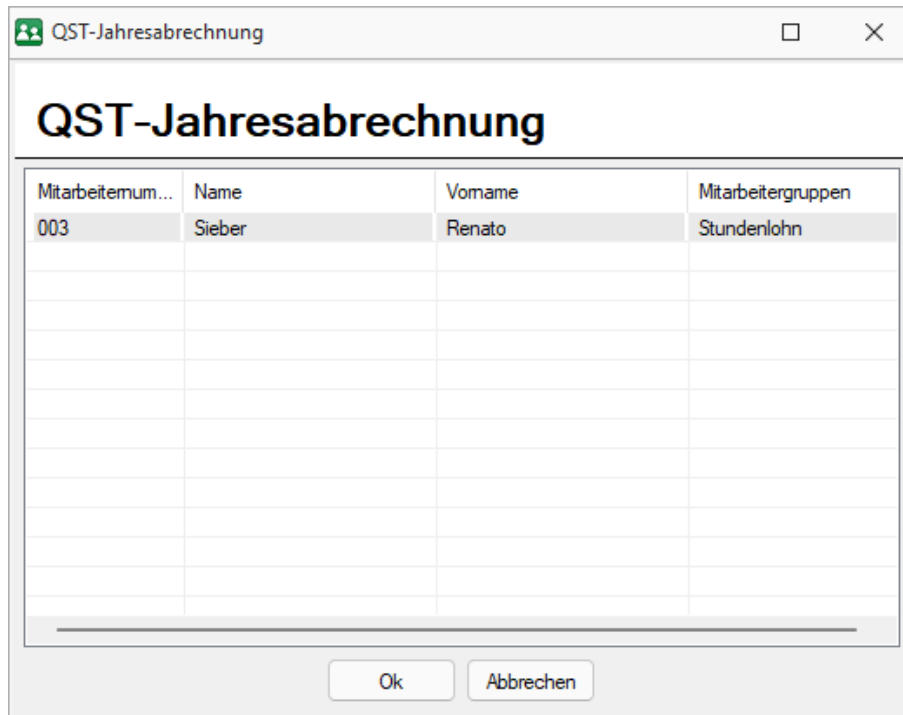 QST-Jahresabrechnung
QST-Jahresabrechnung
Mitarbeiternum... Name Vorname Mitarbeitergruppen
003 Sieber Renato Stundenlohn
Ok Abbrechen